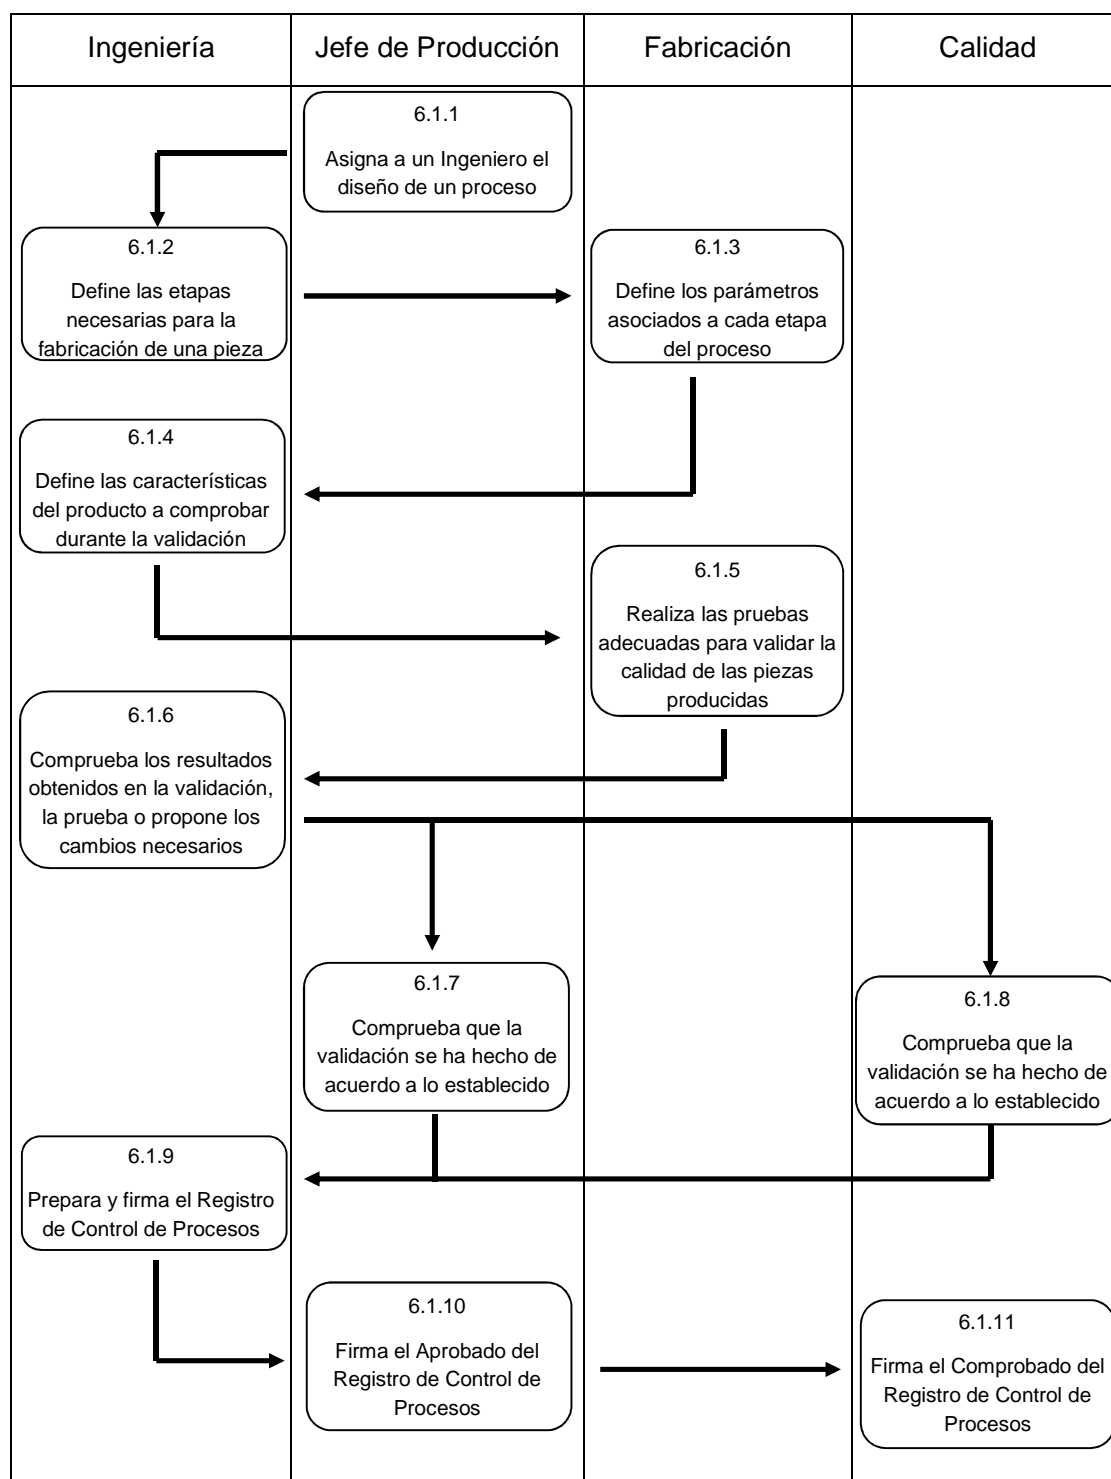 Ingeniería
Jefe de Producción
Fabricación
Calidad
6.1.1
Asigna a un Ingeniero el
diseño de un proceso
6.1.2
Define las etapas
necesarias para la
fabricación de una pieza
6.1.3
Define los parámetros
asociados a cada etapa
del proceso
6.1.4
Define las características
del producto a comprobar
durante la validación
6.1.5
Realiza las pruebas
adecuadas para validar la
calidad de las piezas
producidas
6.1.6
Comprueba los resultados
obtenidos en la validación,
la prueba o propone los
cambios necesarios
6.1.7
Comprueba que la
validación se ha hecho de
acuerdo a lo establecido
6.1.8
Comprueba que la
validación se ha hecho de
acuerdo a lo establecido
6.1.9
Prepara y firma el Registro
de Control de Procesos
6.1.10
Firma el Aprobado del
Registro de Control de
Procesos
6.1.11
Firma el Comprobado del
Registro de Control de
Procesos